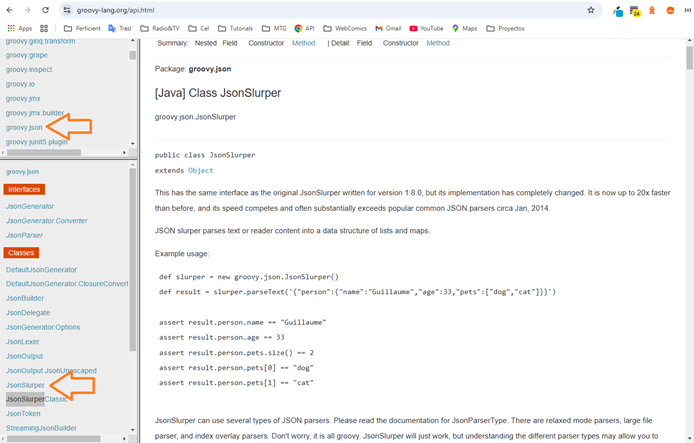 groovy-lang.org/api.html
24
Apps
Perficient
Trasl
Radio&TV
Cel
Tutorials
MTG
API
WebComics
Gmail
YouTube
Maps
Proyectos
groovy.ginq.transform
groovy.grape
groovy.inspect
groovy.io
groovy.jmx
groovy.jmx.builder
groovy.json
groovy.junit5.plugin
groovy.json
Interfaces
JsonGenerator
JsonGenerator.Converter
JsonParser
Classes
DefaultJsonGenerator
DefaultJsonGenerator.ClosureConvert
JsonBuilder
JsonDelegate
JsonGenerator.Options
JsonLexer
JsonOutput
JsonOutput.JsonUnescaped
JsonSlurper
JsonSlurperClassic
JsonToken
StreamingJsonBuilder
Summary: Nested Field Constructor Method | Detail: Field Constructor Method
Package: groovy.json
[Java] Class JsonSlurper
groovy.json.JsonSlurper
public class JsonSlurper
extends Object
This has the same interface as the original JsonSlurper written for version 1.8.0, but its implementation has completely changed. It is now up to 20x faster
than before, and its speed competes and often substantially exceeds popular common JSON parsers circa Jan, 2014.
JSON slurper parses text or reader content into a data structure of lists and maps.
Example usage:
def slurper = new groovy.json.JsonSlurper()
def result = slurper.parseText('{"person":{"name":"Guillaume","age":33,"pets":["dog","cat"]}}')
assert result.person.name == "Guillaume"
assert result.person.age == 33
assert result.person.pets.size() == 2
assert result.person.pets[0] == "dog"
assert result.person.pets[1] == "cat"
JsonSlurper can use several types of JSON parsers. Please read the documentation for JsonParserType. There are relaxed mode parsers, large file
parser, and index overlay parsers. Don't worry, it is all groovy. JsonSlurper will just work, but understanding the different parser types may allow you to